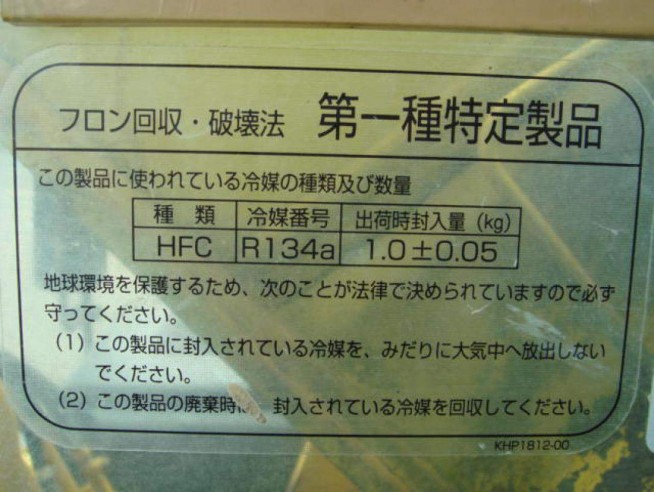 フロン回収・破壊法 第一種特定製品
この製品に使われている冷媒の種類及び数量
種 類 冷媒番号 出荷時封入量 (kg)
HFC R134a 1.0±0.05
地球環境を保護するため、次のことが法律で決められていますので必ず
守ってください。
(1) この製品に封入されている冷媒を、みだりに大気中へ放出しない
でください。
(2) この製品の廃棄時 封入されている冷媒を回収してください。
KHP1812-00